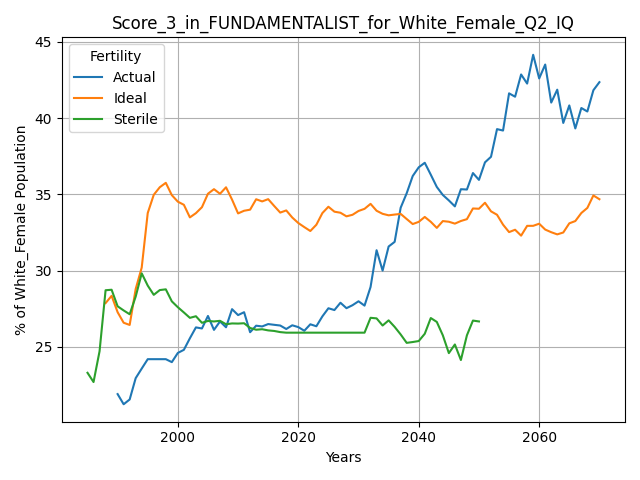 Score_3_in_FUNDAMENTALIST_for_White_Female_Q2_IQ
Fertility
Actual
Ideal
Sterile
% of White_Female Population
45
40
35
30
25
2000
2020
2040
2060
Years